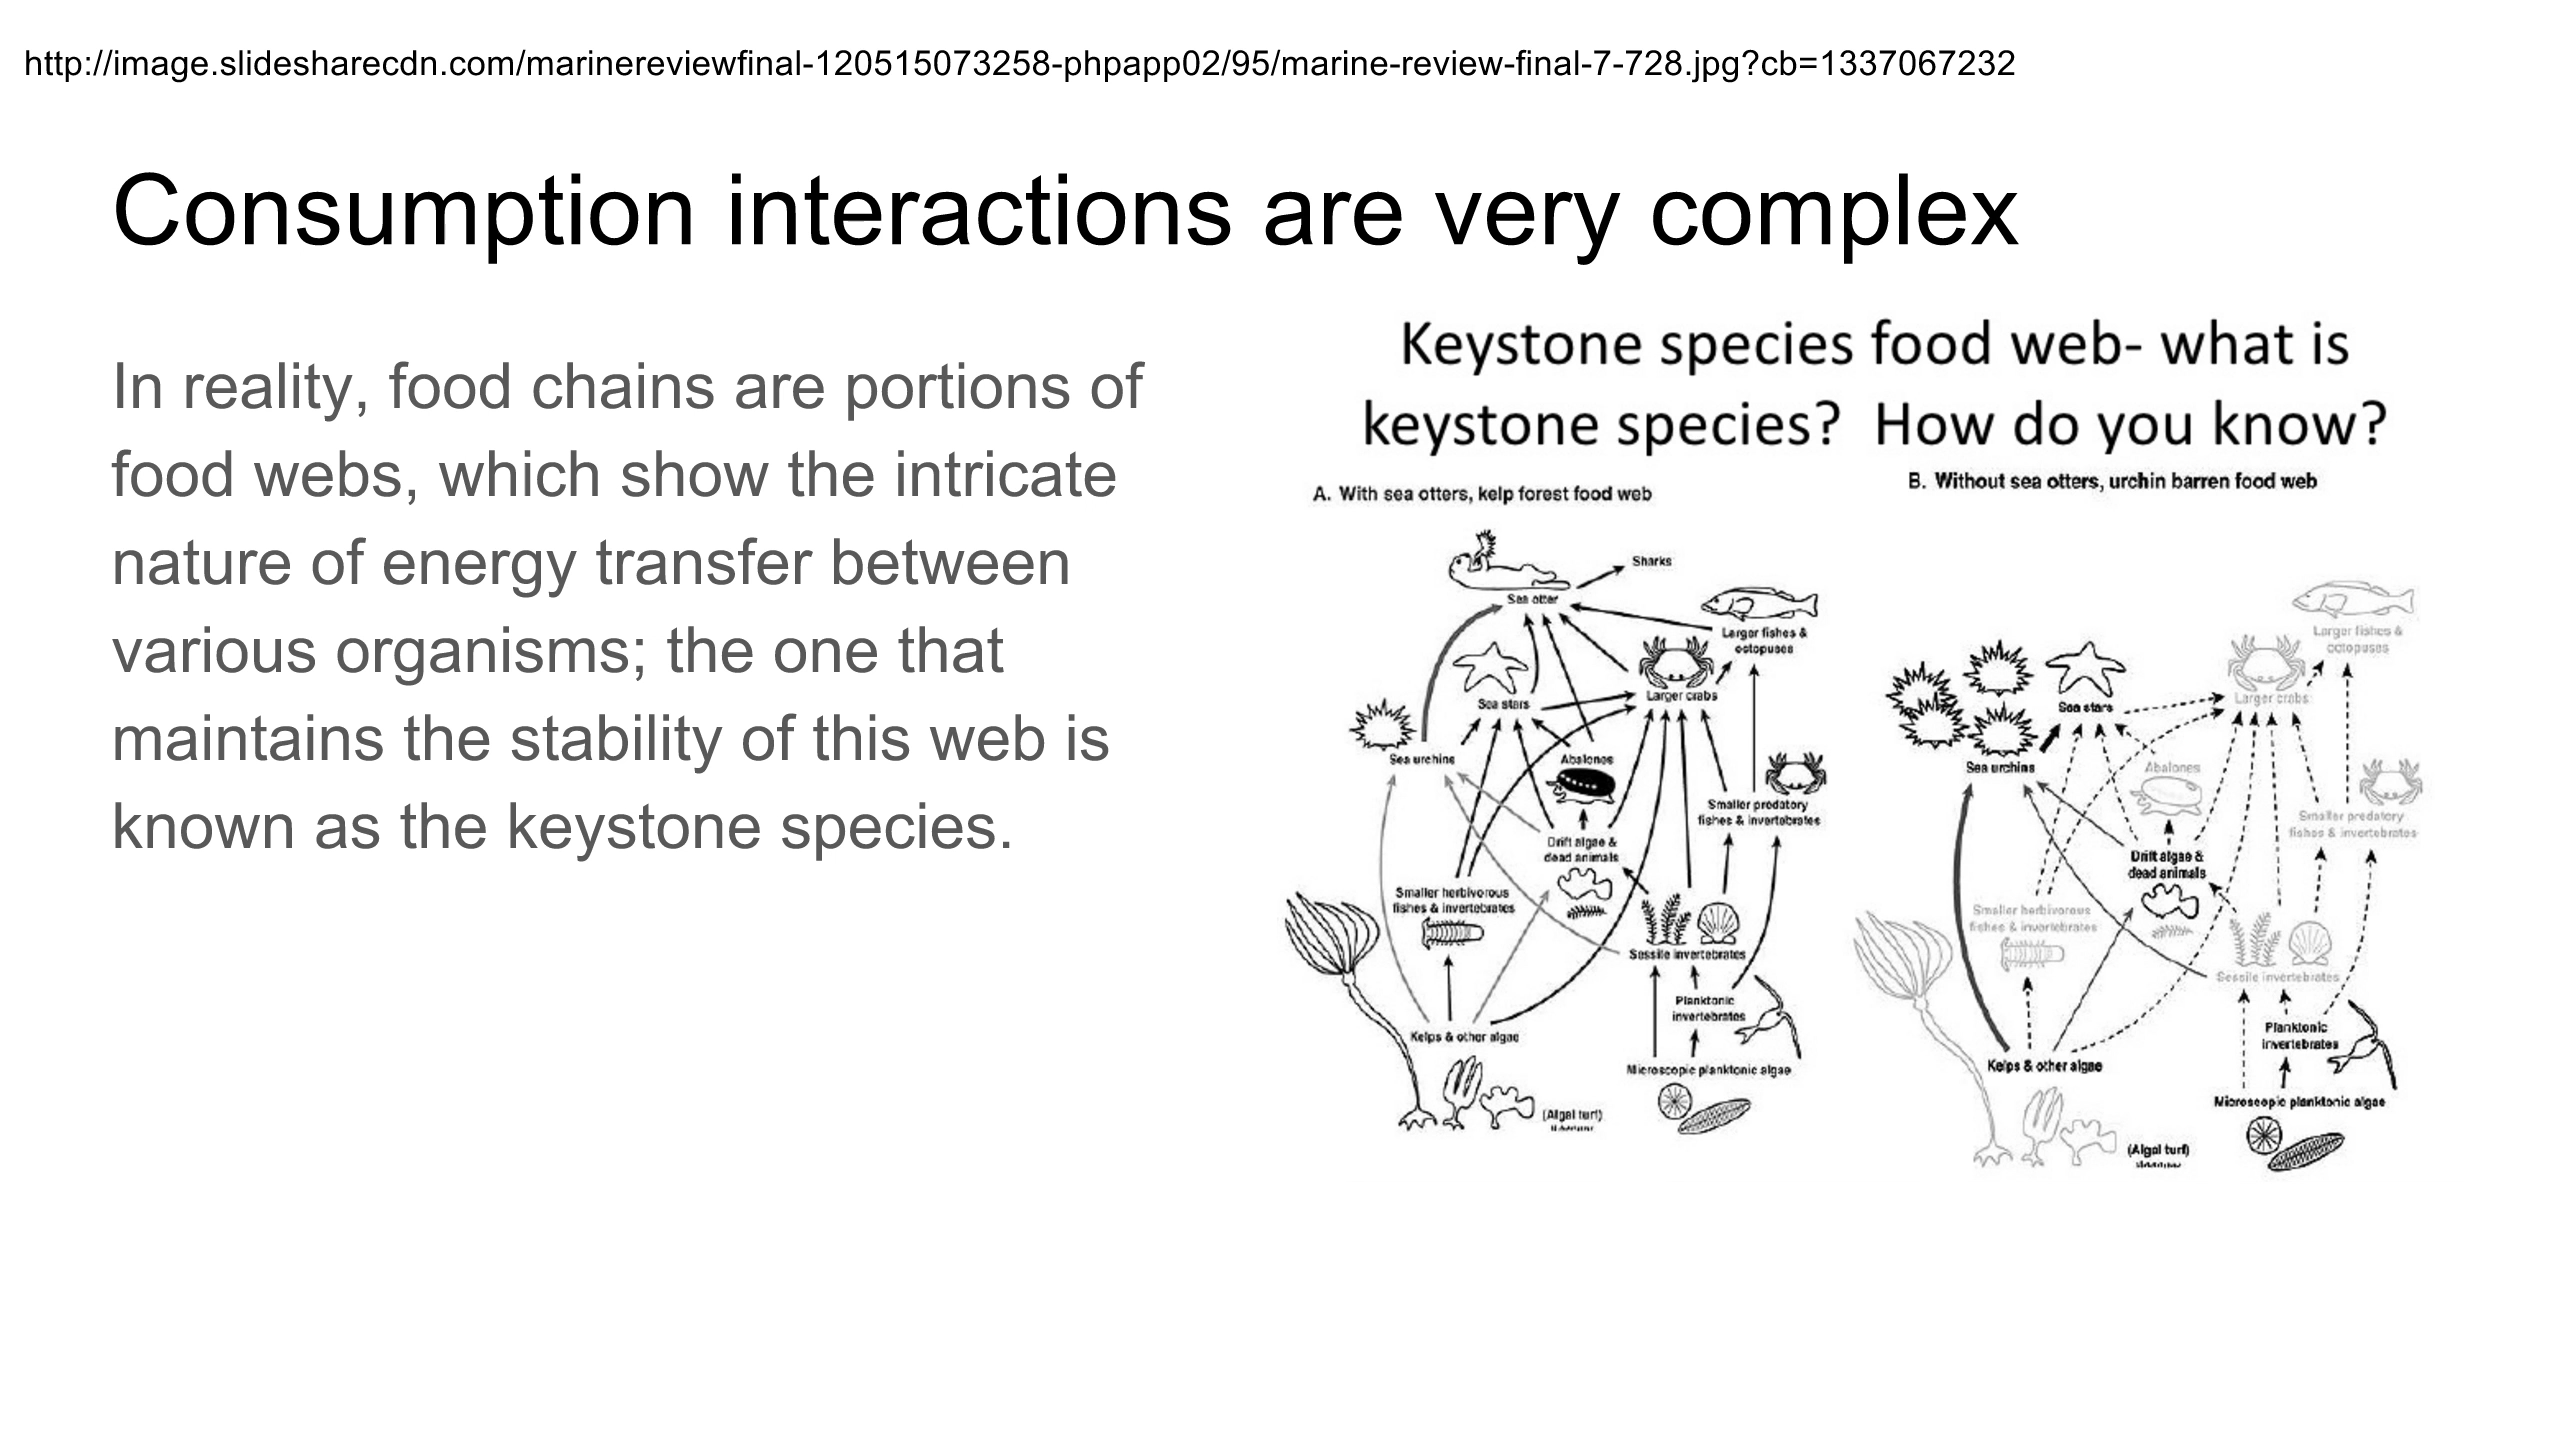 http://image.slidesharecdn.com/marinereviewfinal-120515073258-phpapp02/95/marine-review-final-7-728.jpg?cb=1337067232
Consumption interactions are very complex
In reality, food chains are portions of
food webs, which show the intricate
nature of energy transfer between
various organisms; the one that
maintains the stability of this web is
known as the keystone species.
Keystone species food web- what is
keystone species? How do you know?
A. With sea otters, kelp forest food web
Sharks
Sea otter
Larger fishes &
octopuses
Larger crabs
Sea stars
Sea urchins
Abalones
Smaller predatory
fishes & invertebrates
Drift algae &
dead animals
Smaller herbivorous
fishes & invertebrates
Sessile invertebrates
Planktonic
invertebrates
Kelps & other algae
Microscopic planktonic algae
(Algal turf)
B. Without sea otters, urchin barren food web
Larger fishes &
octopuses
Larger crabs
Sea stars
Sea urchins
Abalones
Smaller predatory
fishes & invertebrates
Drift algae &
dead animals
Smaller herbivorous
fishes & invertebrates
Sessile invertebrates
Planktonic
invertebrates
Kelps & other algae
Microscopic planktonic algae
(Algal turf)